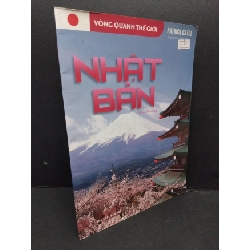 VÒNG QUANH THẾ GIỚI
NHẬT
BẢN